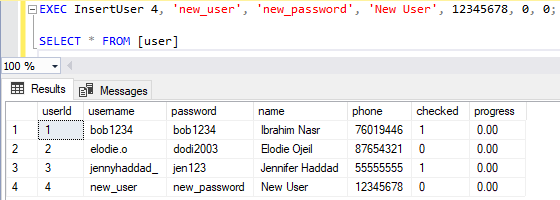 EXEC InsertUser 4, 'new_user', 'new_password', 'New User', 12345678, 0, 0;
SELECT * FROM [user]
100 %
Results Messages
userId username password name phone checked progress
1 1 bob1234 bob1234 Ibrahim Nasr 76019446 1 0.00
2 2 elodie.o dodi2003 Elodie Ojeil 87654321 0 0.00
3 3 jennyhaddad_ jen123 Jennifer Haddad 55555555 1 0.00
4 4 new_user new_password New User 12345678 0 0.00